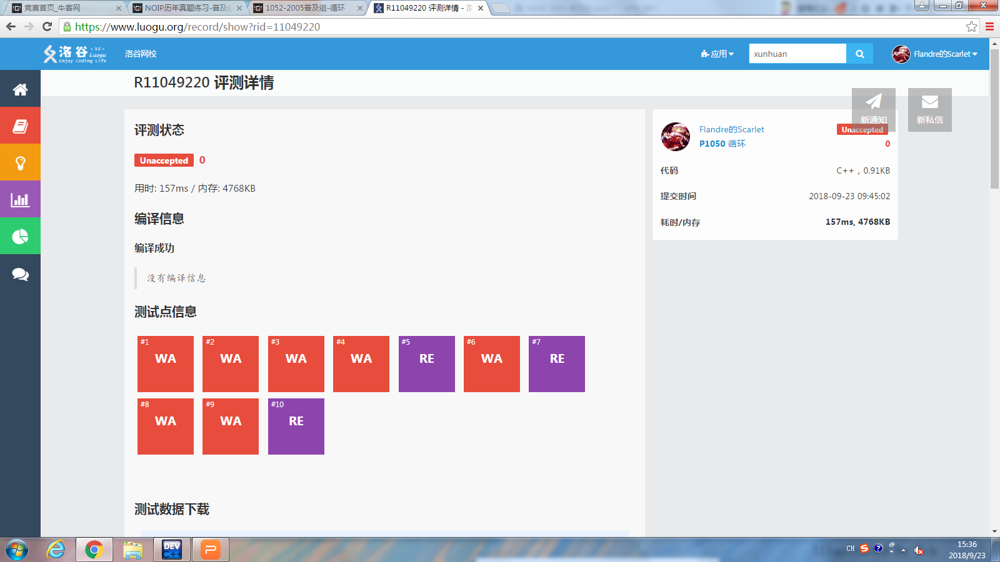 竞赛首页_牛客网
NOIP历年真题练习-普及
1052-2005普及组-循环
R11049220 评测详情 -
https://www.luogu.org/record/show?rid=11049220
洛谷
< 3.0 >
Luogu
Enjoy Coding Life
洛谷网校
应用
xunhuan
Flandre的Scarlet
R11049220 评测详情
新通知
新私信
评测状态
Unaccepted 0
用时: 157ms / 内存: 4768KB
编译信息
编译成功
没有编译信息
测试点信息
#1 WA
#2 WA
#3 WA
#4 WA
#5 RE
#6 WA
#7 RE
#8 WA
#9 WA
#10 RE
测试数据下载
Flandre的Scarlet
Unaccepted
P1050 循环
0
代码
C++，0.91KB
提交时间
2018-09-23 09:45:02
耗时/内存
157ms, 4768KB
DEV
C++
CH
15:36
2018/9/23